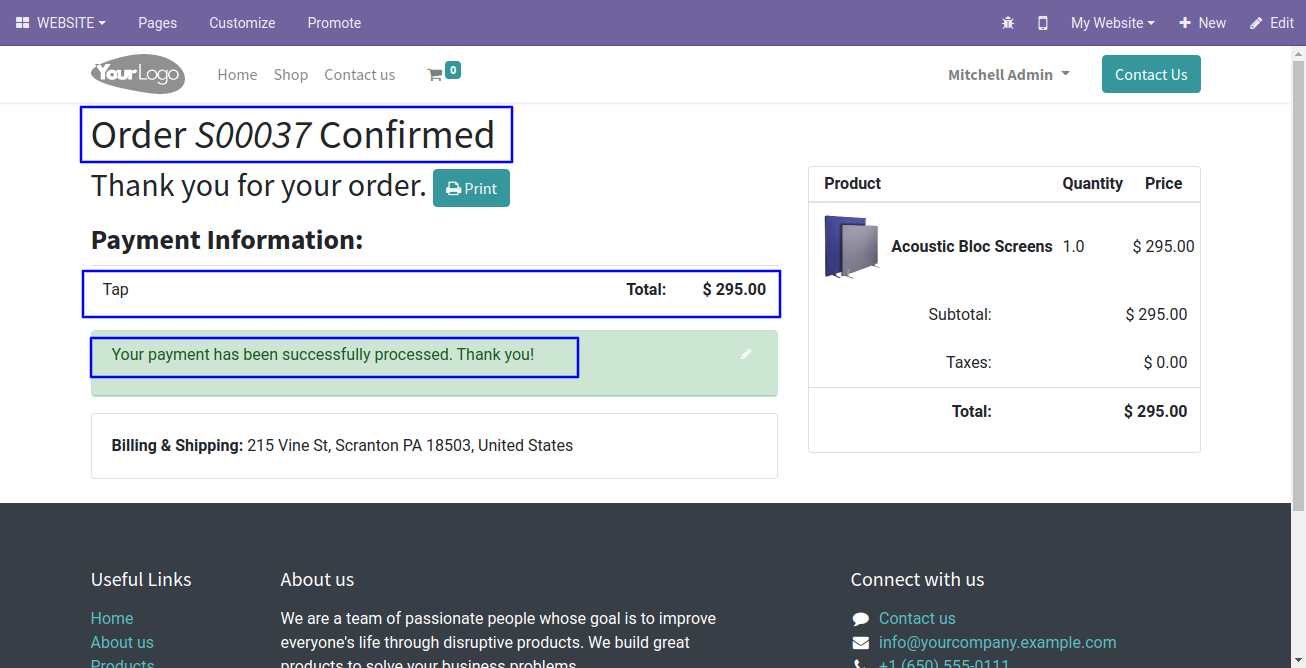 WEBSITE Pages Customize Promote My Website New Edit
YourLogo Home Shop Contact us 0 Mitchell Admin Contact Us
Order S00037 Confirmed
Thank you for your order. Print
Payment Information:
Tap Total: $ 295.00
Your payment has been successfully processed. Thank you!
Billing & Shipping: 215 Vine St, Scranton PA 18503, United States
Product Quantity Price
Acoustic Bloc Screens 1.0 $ 295.00
Subtotal: $ 295.00
Taxes: $ 0.00
Total: $ 295.00
Useful Links
Home
About us
Products
About us
We are a team of passionate people whose goal is to improve
everyone's life through disruptive products. We build great
products to solve your business problems.
Connect with us
Contact us
info@yourcompany.example.com
+1 (650) 555-0111